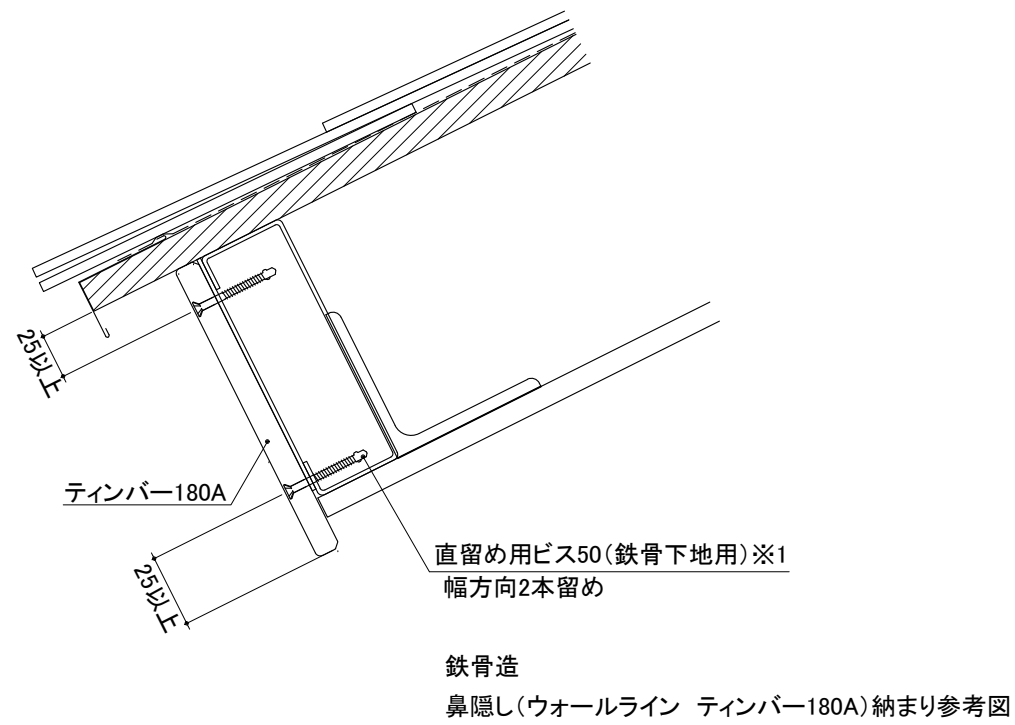 25以上
ティンバー180A
25以上
直留め用ビス50(鉄骨下地用)※1
幅方向2本留め
鉄骨造
鼻隠し(ウォールライン ティンバー180A)納まり参考図